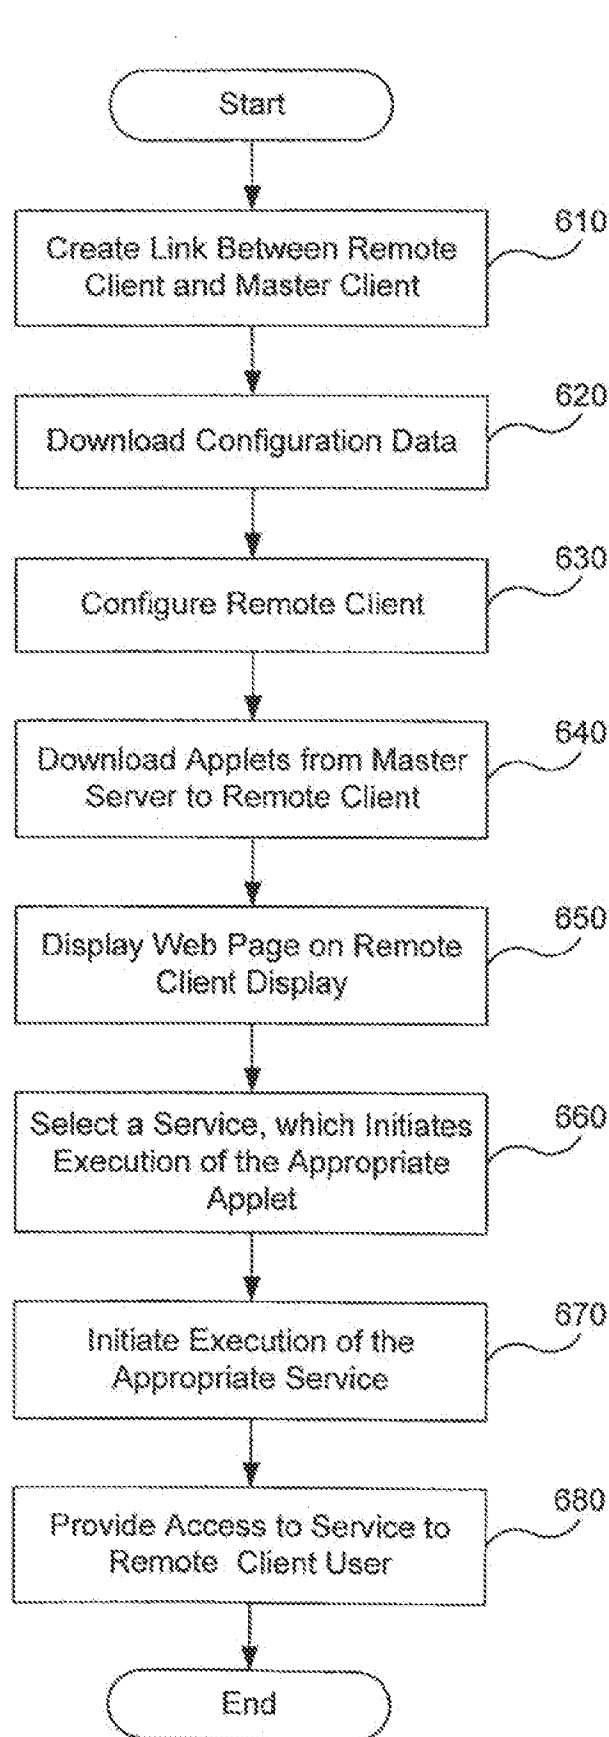 Start
610
Create Link Between Remote
Client and Master Client
620
Download Configuration Data
630
Configure Remote Client
640
Download Applets from Master
Server to Remote Client
650
Display Web Page on Remote
Client Display
660
Select a Service, which Initiates
Execution of the Appropriate
Applet
670
Initiate Execution of the
Appropriate Service
680
Provide Access to Service to
Remote Client User
End